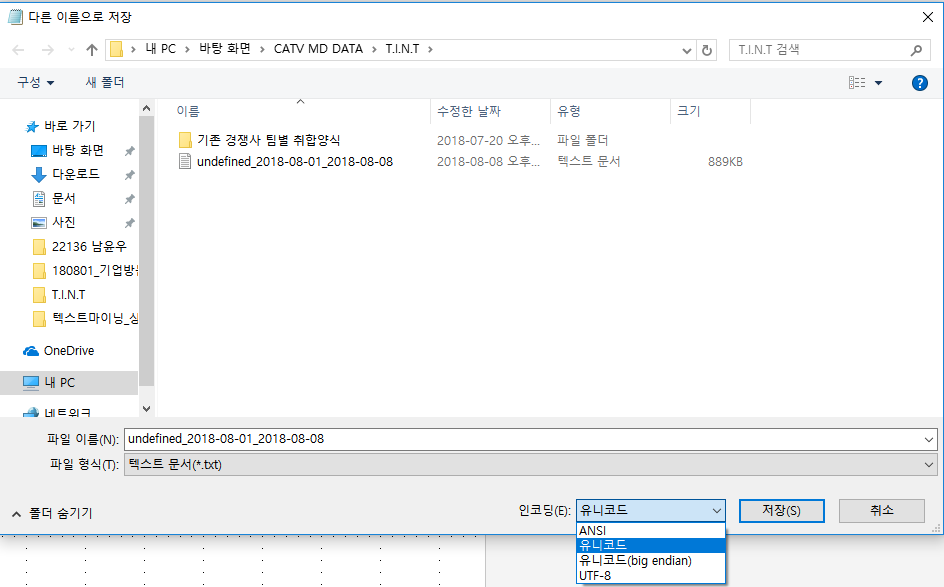 다른 이름으로 저장
내 PC > 바탕 화면 > CATV MD DATA > T.I.N.T >
T.I.N.T 검색
구성 새 폴더
이름 수정한 날짜 유형 크기
바로 가기
바탕 화면
다운로드
문서
사진
22136 남윤우
180801_기업방
T.I.N.T
텍스트마이닝_싱
OneDrive
내 PC
네트워크
기존 경쟁사 팀별 취합양식 2018-07-20 오후... 파일 폴더
undefined_2018-08-01_2018-08-08 2018-08-08 오후... 텍스트 문서 889KB
파일 이름(N): undefined_2018-08-01_2018-08-08
파일 형식(T): 텍스트 문서(*.txt)
폴더 숨기기
인코딩(E): 유니코드 저장(S) 취소
ANSI
유니코드
유니코드(big endian)
UTF-8